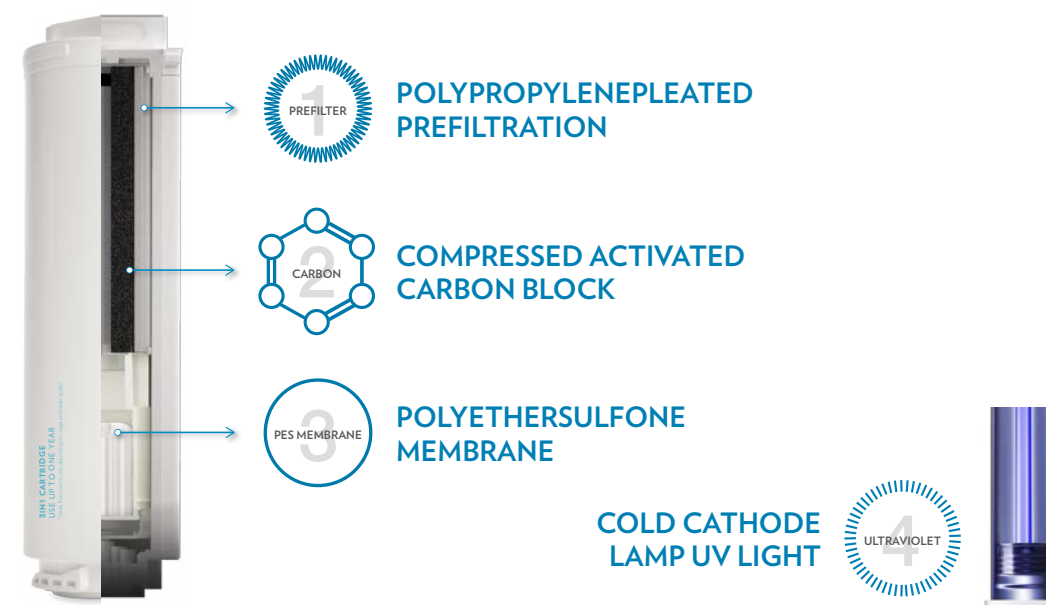 1
PREFILTER
POLYPROPYLENEPLEATED
PREFILTRATION
2
CARBON
COMPRESSED ACTIVATED
CARBON BLOCK
3
PES MEMBRANE
POLYETHERSULFONE
MEMBRANE
3IN1 CARTRIDGE
USE UP TO ONE YEAR
COLD CATHODE
LAMP UV LIGHT
4
ULTRAVIOLET